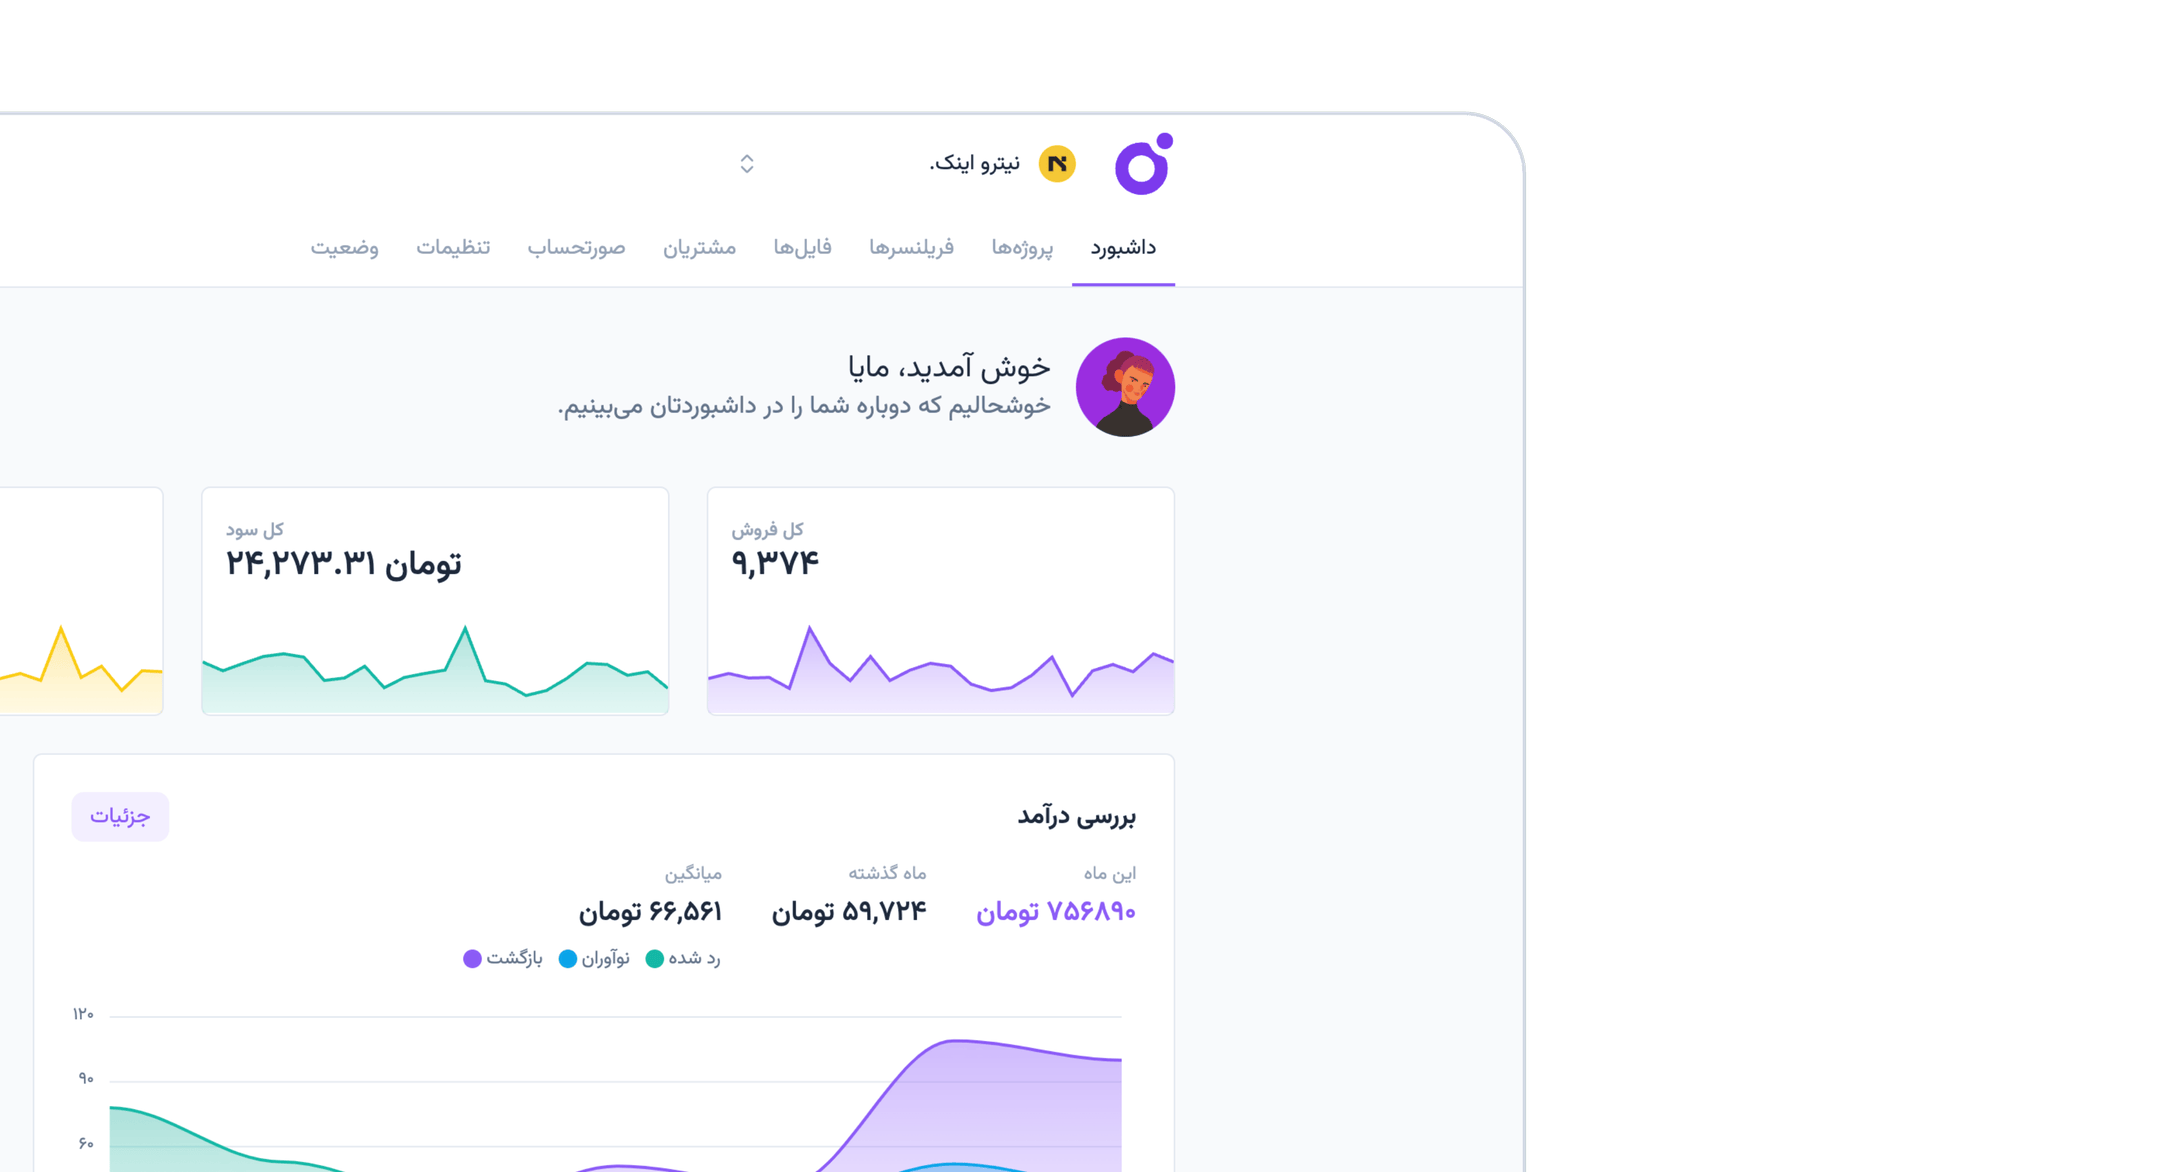 نیترو اینک.
داشبورد پروژه‌ها فریلنسرها فایل‌ها مشتریان صورتحساب تنظیمات وضعیت
خوش آمدید، مایا
خوشحالیم که دوباره شما را در داشبوردتان می‌بینیم.
کل فروش
۹,۳۷۴
کل سود
۲۴,۲۷۳.۳۱ تومان
بررسی درآمد
جزئیات
این ماه
۷۵۶۸۹۰ تومان
ماه گذشته
۵۹,۷۲۴ تومان
میانگین
۶۶,۵۶۱ تومان
رد شده نوآوران بازگشت
۱۲۰
۹۰
۶۰